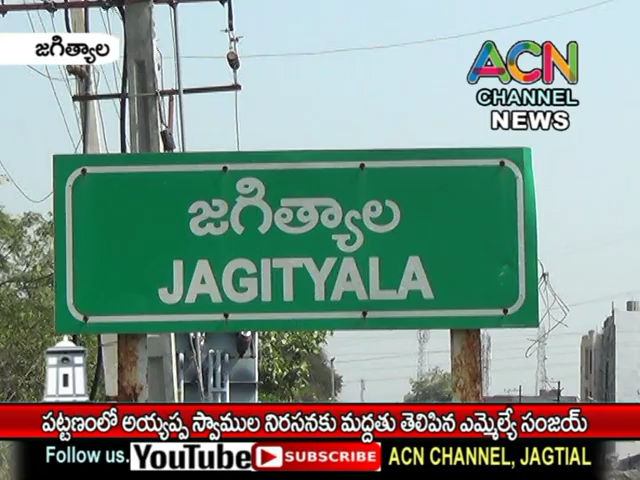 జగిత్యాల
ACN
CHANNEL
NEWS
జగిత్యాల
JAGITYALA
పట్టణంలో అయ్యప్ప స్వాముల నిరసనకు మద్దతు తెలిపిన ఎమ్మెల్యే సంజయ్
Follow us. YouTube SUBSCRIBE ACN CHANNEL, JAGTIAL